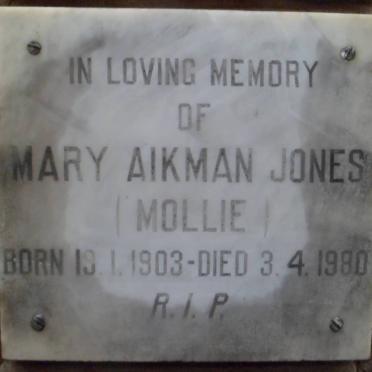 IN LOVING MEMORY
OF
MARY AIKMAN JONES
( MOLLIE )
BORN 19. 1. 1903-DIED 3. 4. 1980
R. I. P.